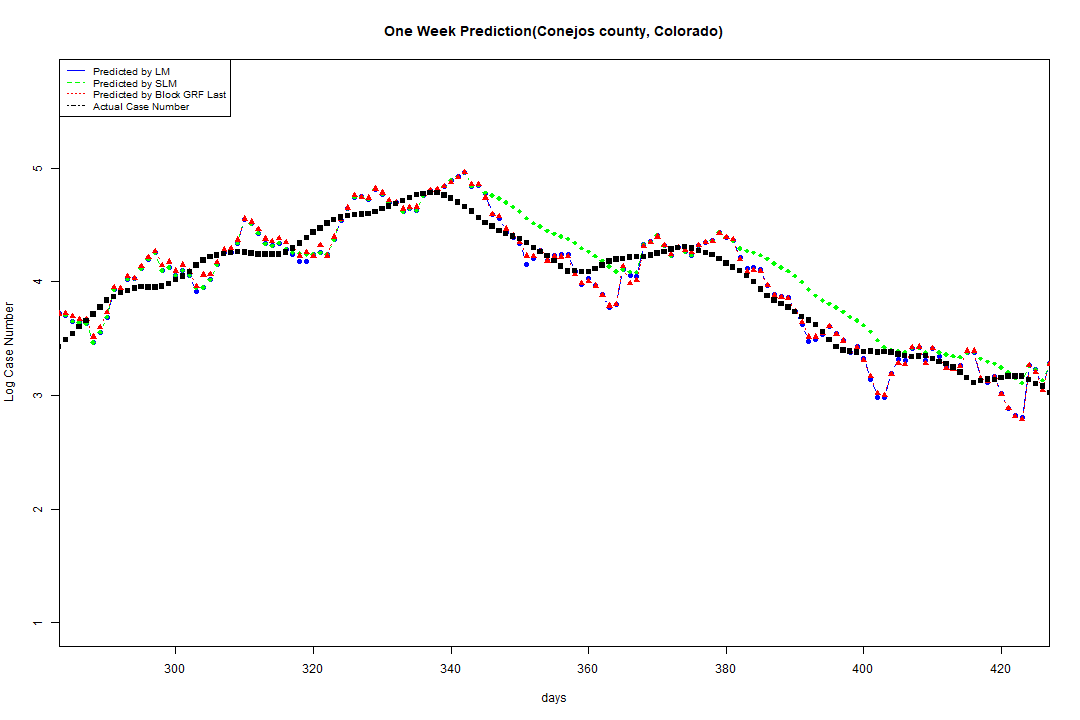 One Week Prediction(Conejos county, Colorado)
Predicted by LM
Predicted by SLM
Predicted by Block GRF Last
Actual Case Number
5
4
3
2
1
Log Case Number
300 320 340 360 380 400 420
days